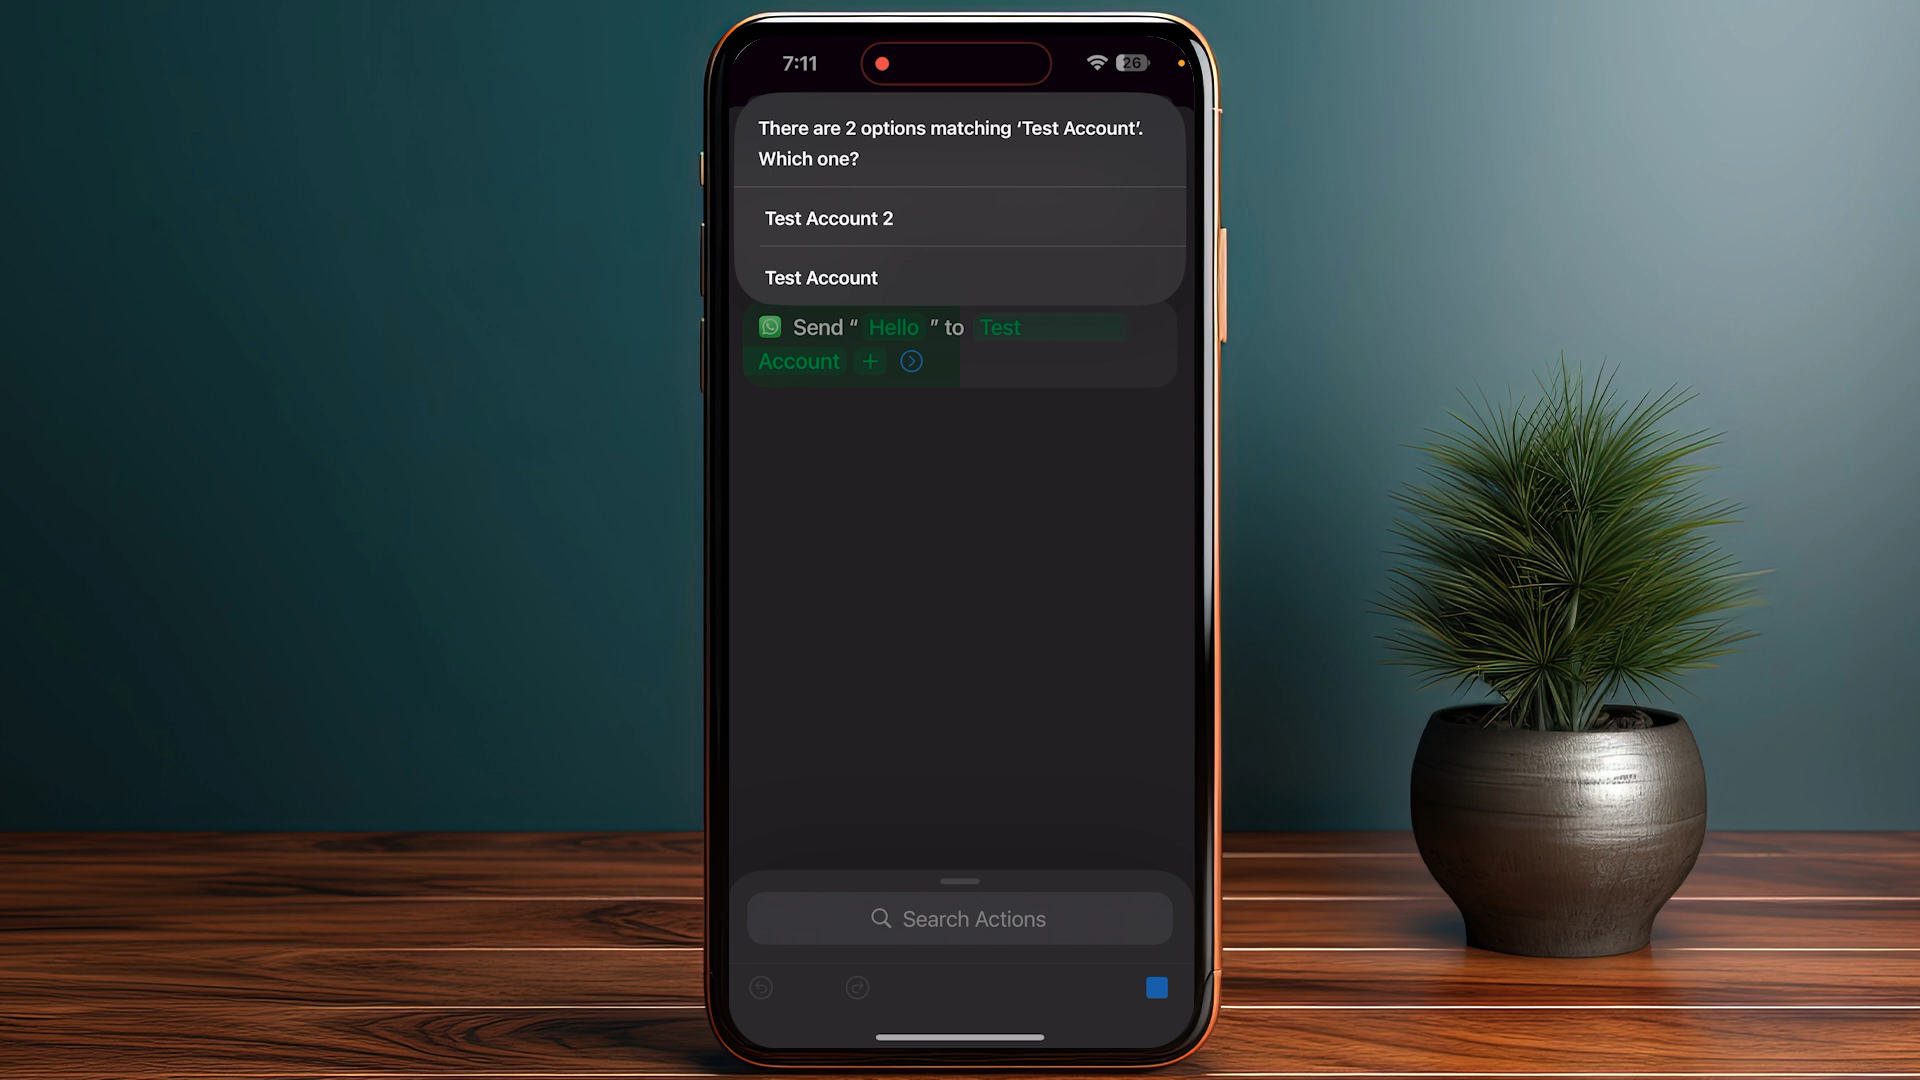 7:11
26
There are 2 options matching ‘Test Account’.
Which one?
Test Account 2
Test Account
Send “ Hello ” to Test
Account
Search Actions